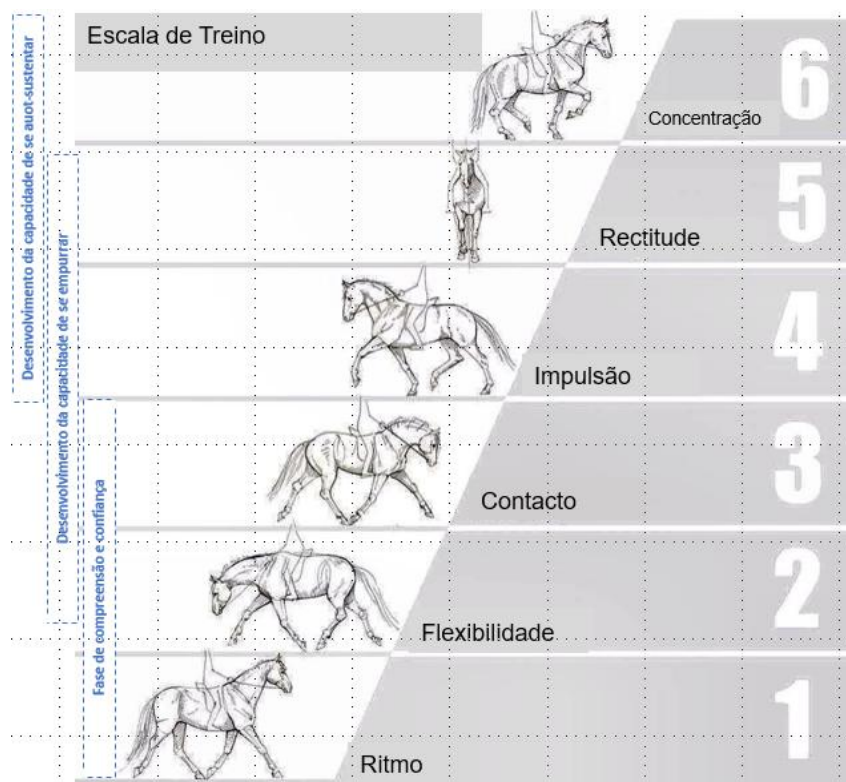 Escala de Treino
6
Concentração
5
Rectitude
4
Impulsão
3
Contacto
2
Flexibilidade
1
Ritmo
Desenvolvimento da capacidade de se auot-sustentar
Desenvolvimento da capacidade de se empurrar
Fase de compreensão e confiança